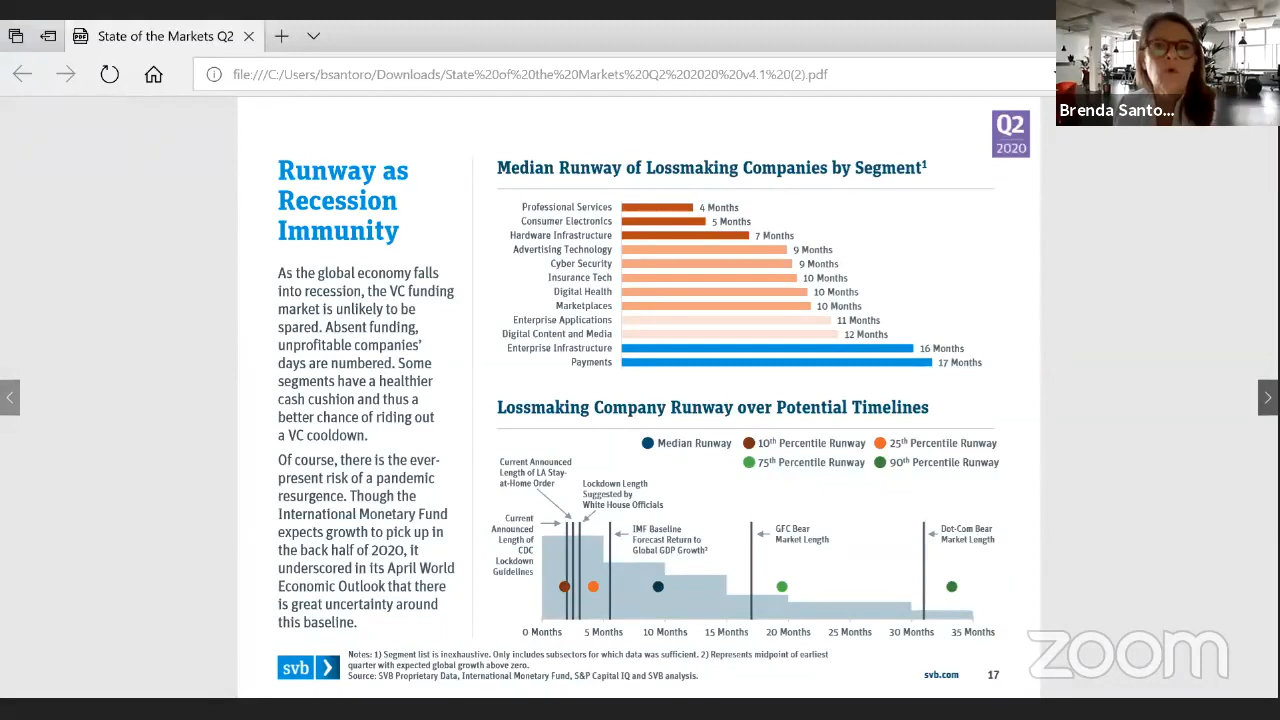 State of the Markets Q2
file:///C:/Users/bsantoro/Downloads/State%20of%20the%20Markets%20Q2%202020%20v4.1%20(2).pdf
Brenda Santo...
Q2
2020
Runway as
Recession
Immunity
As the global economy falls
into recession, the VC funding
market is unlikely to be
spared. Absent funding,
unprofitable companies'
days are numbered. Some
segments have a healthier
cash cushion and thus a
better chance of riding out
a VC cooldown.
Of course, there is the ever-
present risk of a pandemic
resurgence. Though the
International Monetary Fund
expects growth to pick up in
the back half of 2020, it
underscored in its April World
Economic Outlook that there
is great uncertainty around
this baseline.
Median Runway of Lossmaking Companies by Segment¹
Professional Services 4 Months
Consumer Electronics 5 Months
Hardware Infrastructure 7 Months
Advertising Technology 9 Months
Cyber Security 9 Months
Insurance Tech 10 Months
Digital Health 10 Months
Marketplaces 10 Months
Enterprise Applications 11 Months
Digital Content and Media 12 Months
Enterprise Infrastructure 16 Months
Payments 17 Months
Lossmaking Company Runway over Potential Timelines
Median Runway 10th Percentile Runway 25th Percentile Runway
75th Percentile Runway 90th Percentile Runway
Current Announced
Length of LA Stay-
at-Home Order
Lockdown Length
Suggested by
White House Officials
Current
Announced
Length of
CDC
Lockdown
Guidelines
IMF Baseline
Forecast Return to
Global GDP Growth²
GFC Bear
Market Length
Dot-Com Bear
Market Length
0 Months 5 Months 10 Months 15 Months 20 Months 25 Months 30 Months 35 Months
Notes: 1) Segment list is inexhaustive. Only includes subsectors for which data was sufficient. 2) Represents midpoint of earliest
quarter with expected global growth above zero.
Source: SVB Proprietary Data, International Monetary Fund, S&P Capital IQ and SVB analysis.
svb
svb.com 17
zoom